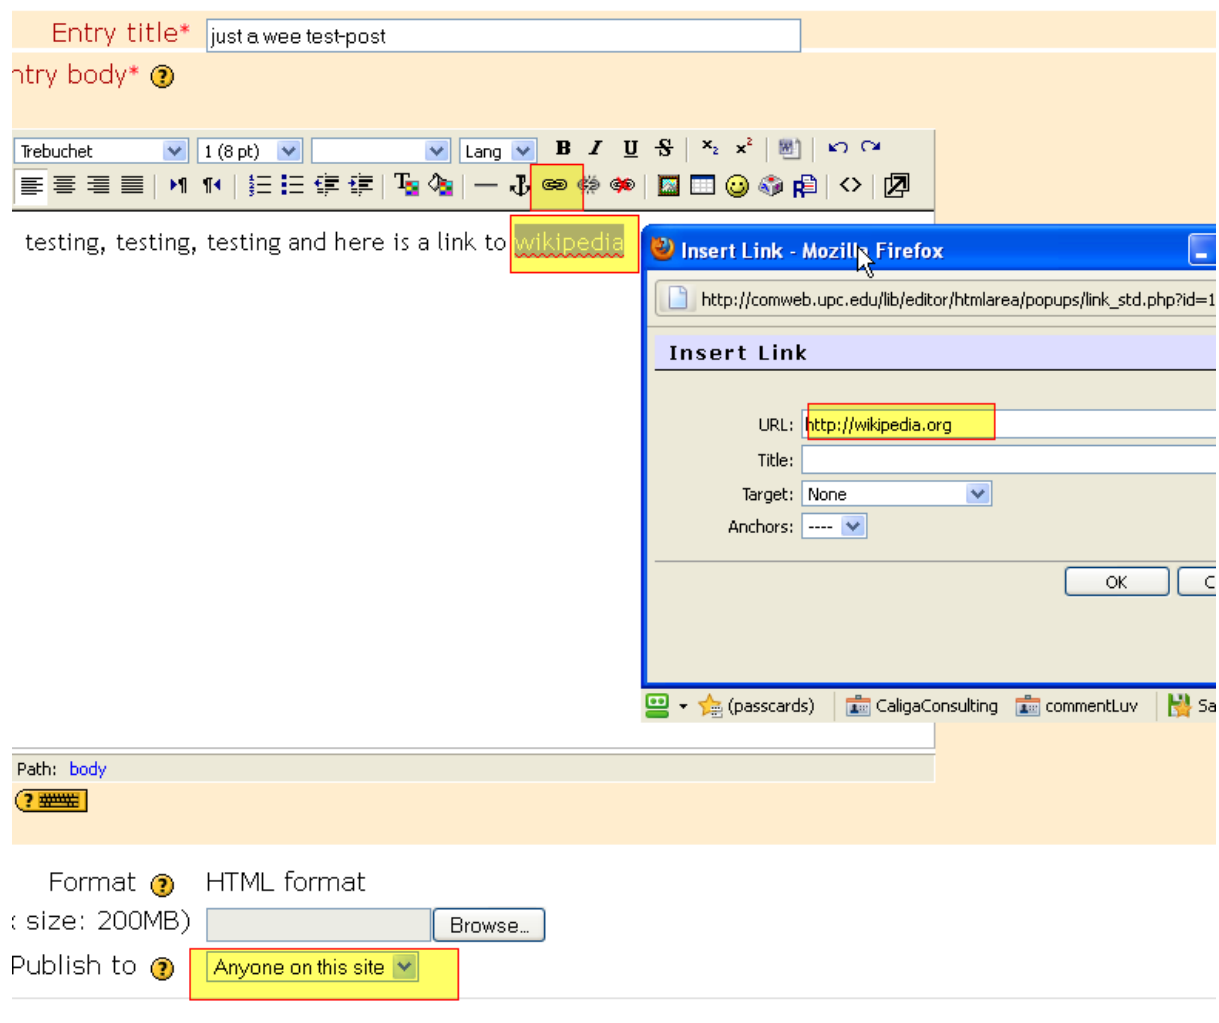 Entry title* just a wee test-post
ntry body* ?
Trebuchet 1 (8 pt) Lang B I U S x₂ x²
testing, testing, testing and here is a link to wikipedia
Insert Link - Mozilla Firefox
http://comweb.upc.edu/lib/editor/htmlarea/popups/link_std.php?id=1
Insert Link
URL: http://wikipedia.org
Title:
Target: None
Anchors: ----
OK C
(passcards) CaligaConsulting commentLuv Sa
Path: body
?
Format ? HTML format
x size: 200MB) Browse...
Publish to ? Anyone on this site